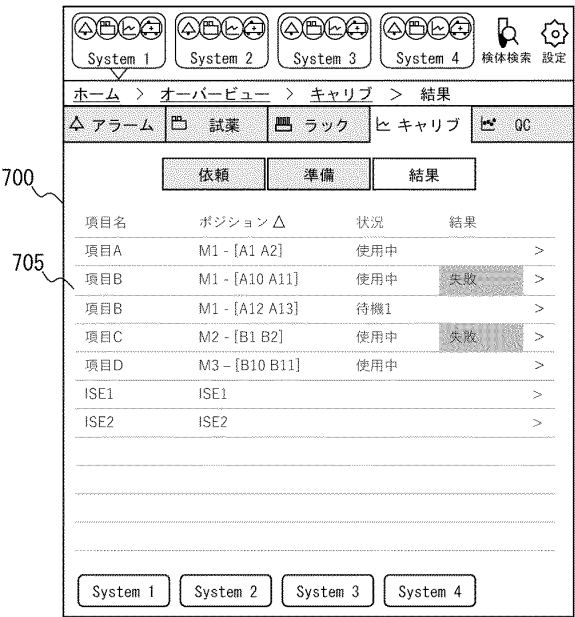 System 1 System 2 System 3 System 4 検体検索 設定
ホーム > オーバービュー > キャリブ > 結果
アラーム 試薬 ラック キャリブ QC
依頼 準備 結果
700
項目名 ポジション △ 状況 結果
項目A M1 - [A1 A2] 使用中 >
705
項目B M1 - [A10 A11] 使用中 失敗 >
項目B M1 - [A12 A13] 待機1 >
項目C M2 - [B1 B2] 使用中 失敗 >
項目D M3 – [B10 B11] 使用中 >
ISE1 ISE1 >
ISE2 ISE2 >
System 1 System 2 System 3 System 4